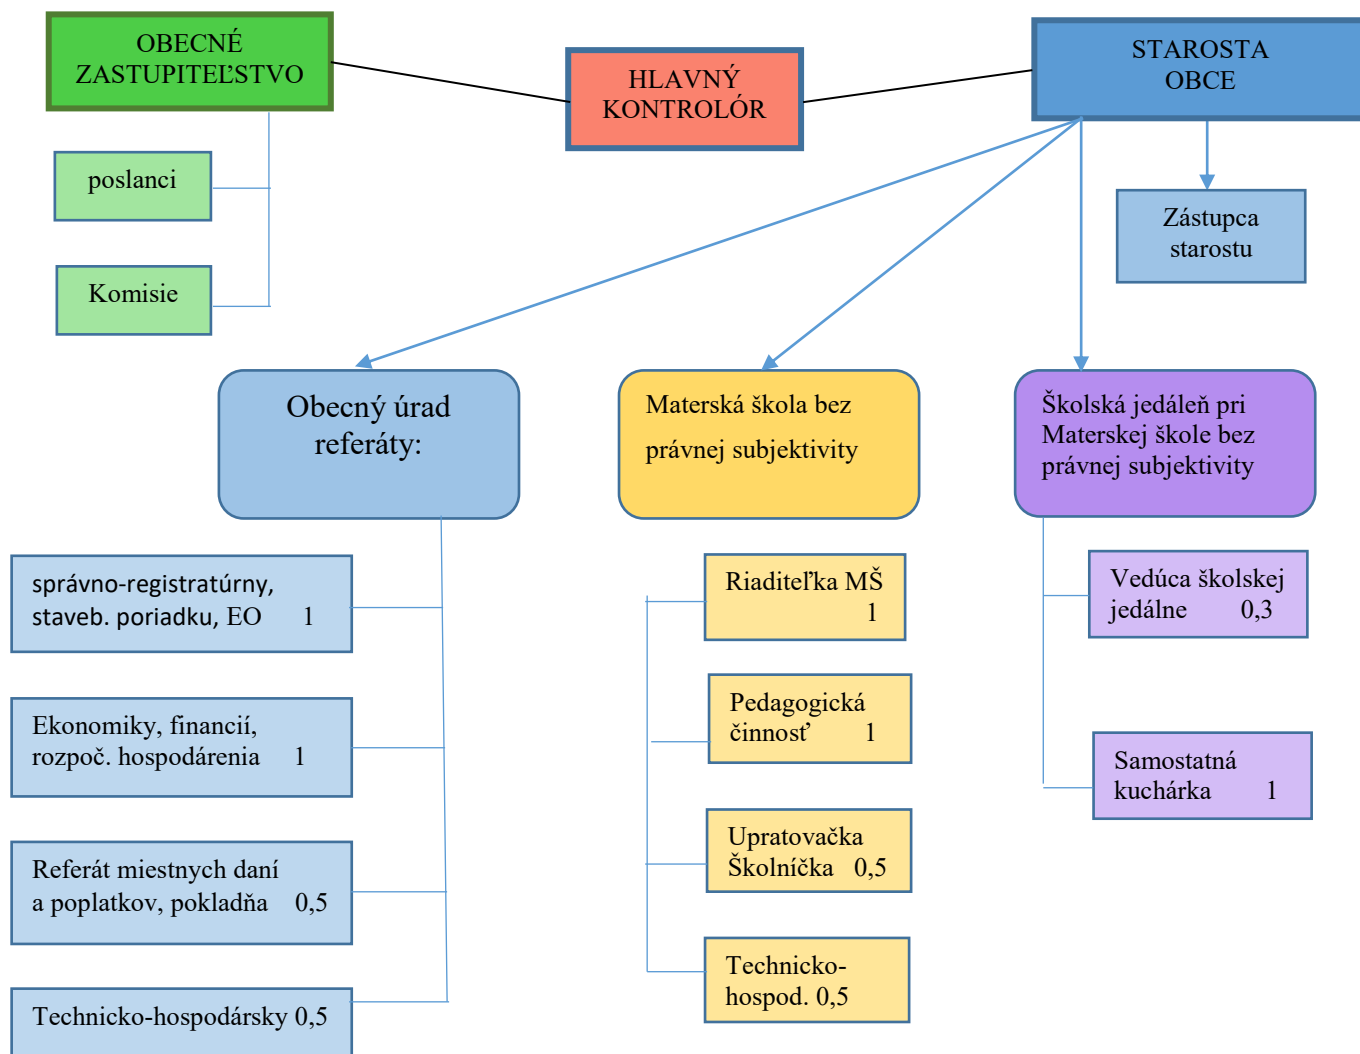 OBECNÉ
ZASTUPITEĽSTVO
HLAVNÝ
KONTROLÓR
STAROSTA
OBCE
poslanci
Komisie
Zástupca
starostu
Obecný úrad
referáty:
Materská škola bez
právnej subjektivity
Školská jedáleň pri
Materskej škole bez
právnej subjektivity
správno-registratúrny,
staveb. poriadku, EO 1
Ekonomiky, financií,
rozpoč. hospodárenia 1
Referát miestnych daní
a poplatkov, pokladňa 0,5
Technicko-hospodársky 0,5
Riaditeľka MŠ
1
Pedagogická
činnosť 1
Upratovačka
Školníčka 0,5
Technicko-
hospod. 0,5
Vedúca školskej
jedálne 0,3
Samostatná
kuchárka 1